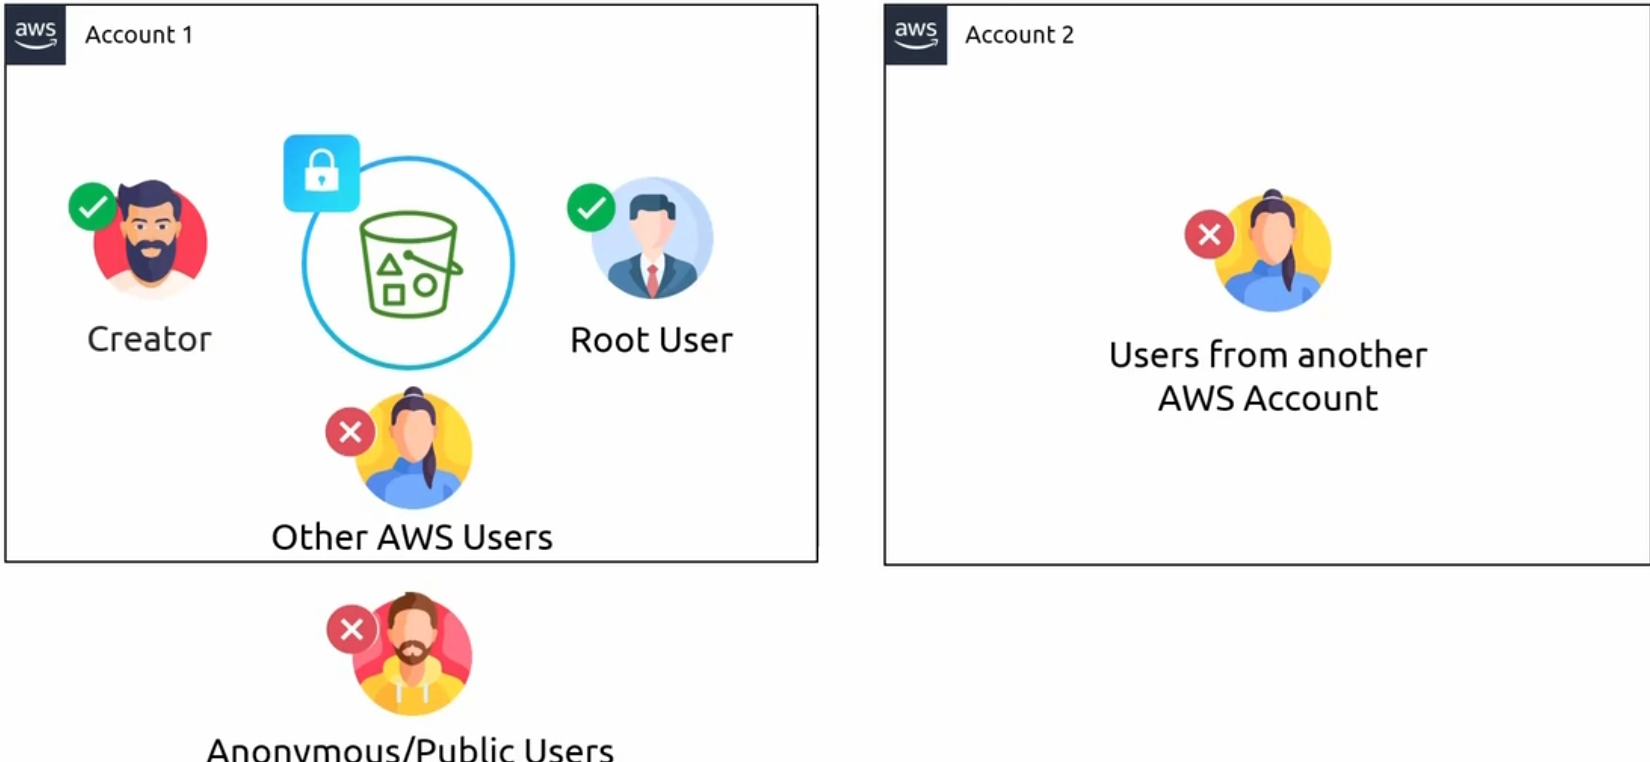 aws
Account 1
Creator
Root User
Other AWS Users
Anonymous/Public Users
aws
Account 2
Users from another
AWS Account